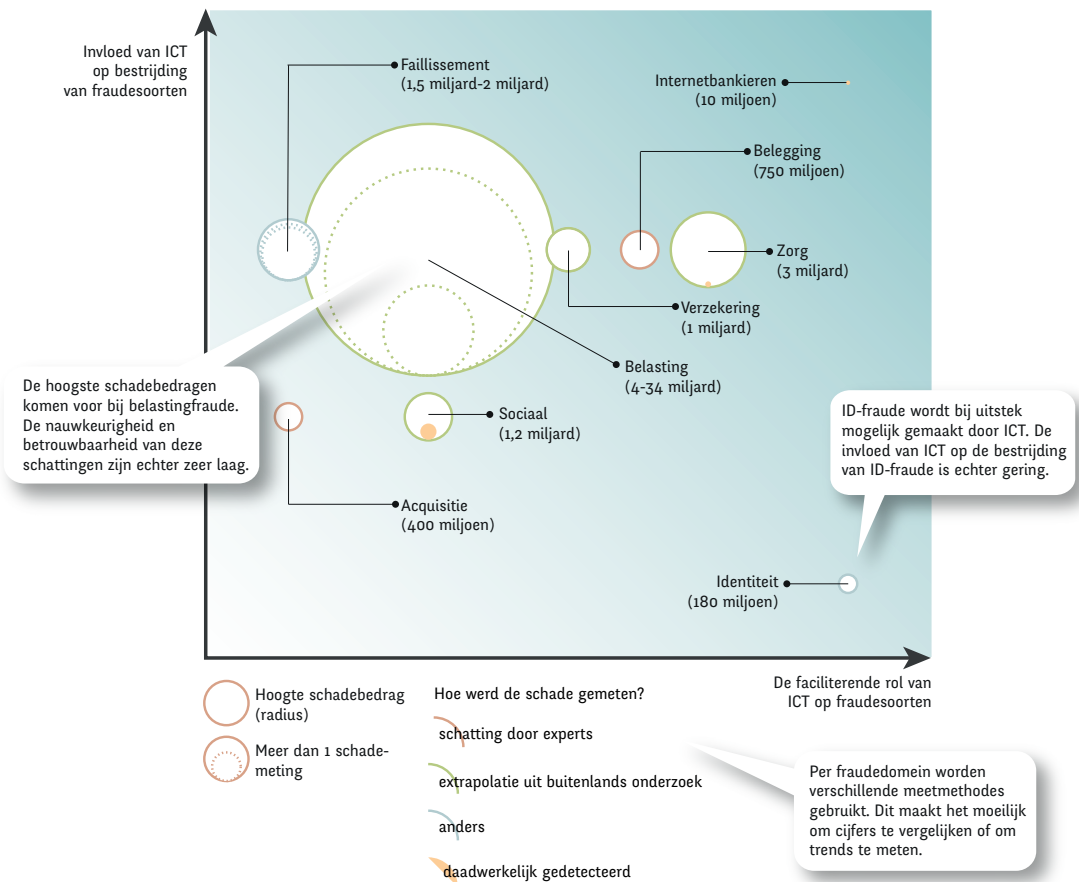 Invloed van ICT
op bestrijding
van fraudesoorten
Faillissement
(1,5 miljard-2 miljard)
Internetbankieren
(10 miljoen)
Belegging
(750 miljoen)
Zorg
(3 miljard)
Verzekering
(1 miljard)
Belasting
(4-34 miljard)
De hoogste schadebedragen
komen voor bij belastingfraude.
De nauwkeurigheid en
betrouwbaarheid van deze
schattingen zijn echter zeer laag.
Sociaal
(1,2 miljard)
ID-fraude wordt bij uitstek
mogelijk gemaakt door ICT. De
invloed van ICT op de bestrijding
van ID-fraude is echter gering.
Acquisitie
(400 miljoen)
Identiteit
(180 miljoen)
De faciliterende rol van
ICT op fraudesoorten
Hoogte schadebedrag
(radius)
Meer dan 1 schade-
meting
Hoe werd de schade gemeten?
schatting door experts
extrapolatie uit buitenlands onderzoek
anders
daadwerkelijk gedetecteerd
Per fraudedomein worden
verschillende meetmethodes
gebruikt. Dit maakt het moeilijk
om cijfers te vergelijken of om
trends te meten.